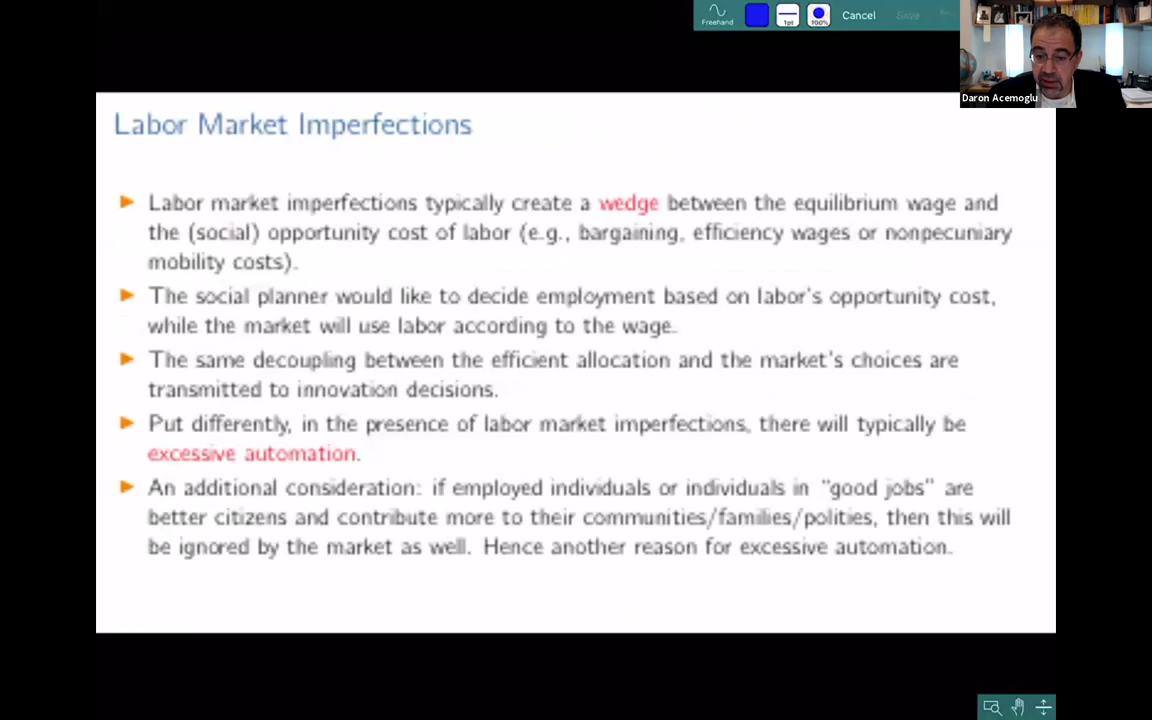 Freehand
1pt
100%
Cancel
Save
Daron Acemoglu
Labor Market Imperfections
Labor market imperfections typically create a wedge between the equilibrium wage and
the (social) opportunity cost of labor (e.g., bargaining, efficiency wages or nonpecuniary
mobility costs).
The social planner would like to decide employment based on labor's opportunity cost,
while the market will use labor according to the wage.
The same decoupling between the efficient allocation and the market's choices are
transmitted to innovation decisions.
Put differently, in the presence of labor market imperfections, there will typically be
excessive automation.
An additional consideration: if employed individuals or individuals in "good jobs" are
better citizens and contribute more to their communities/families/polities, then this will
be ignored by the market as well. Hence another reason for excessive automation.